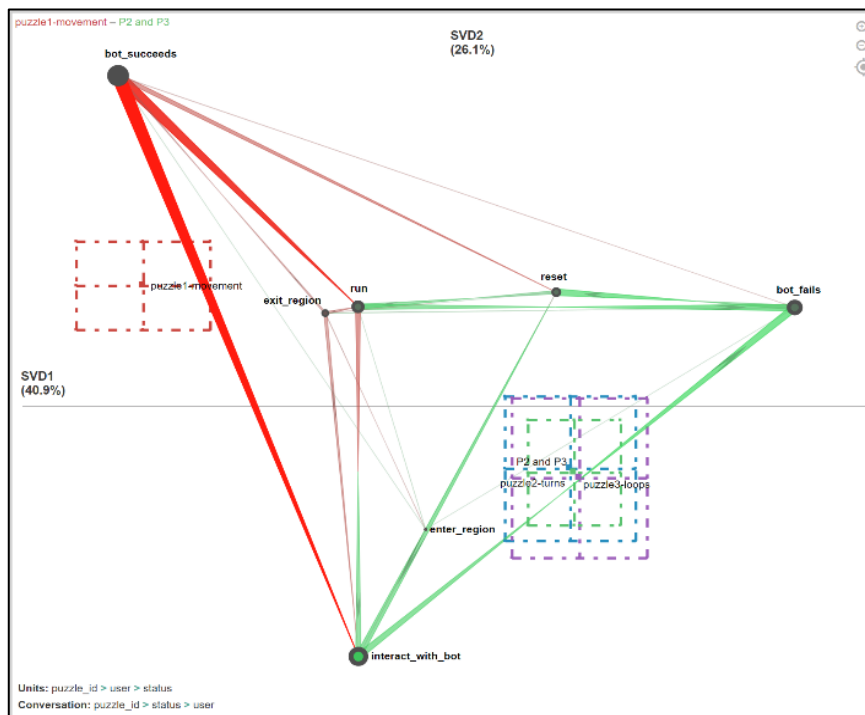 puzzle1-movement – P2 and P3
bot_succeeds
SVD2
(26.1%)
puzzle1-movement
exit_region
run
reset
bot_fails
SVD1
(40.9%)
P2 and P3
puzzle2-turns
puzzle3-loops
enter_region
interact_with_bot
Units: puzzle_id > user > status
Conversation: puzzle_id > status > user